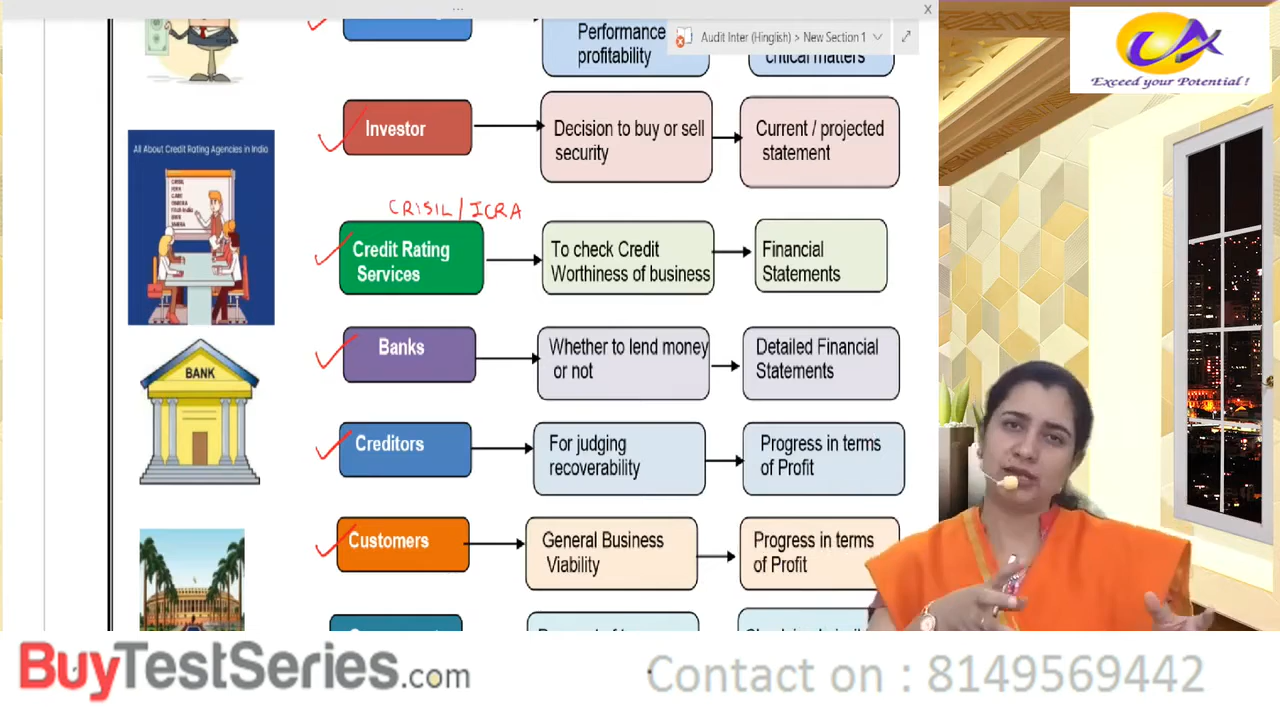 Performance
profitability
critical matters
Audit Inter (Hinglish) > New Section 1
x
Exceed your Potential !
All About Credit Rating Agencies in India
Investor
Decision to buy or sell
security
Current / projected
statement
CRISIL / ICRA
Credit Rating
Services
To check Credit
Worthiness of business
Financial
Statements
BANK
Banks
Whether to lend money
or not
Detailed Financial
Statements
Creditors
For judging
recoverability
Progress in terms
of Profit
Customers
General Business
Viability
Progress in terms
of Profit
BuyTestSeries.com
Contact on : 8149569442